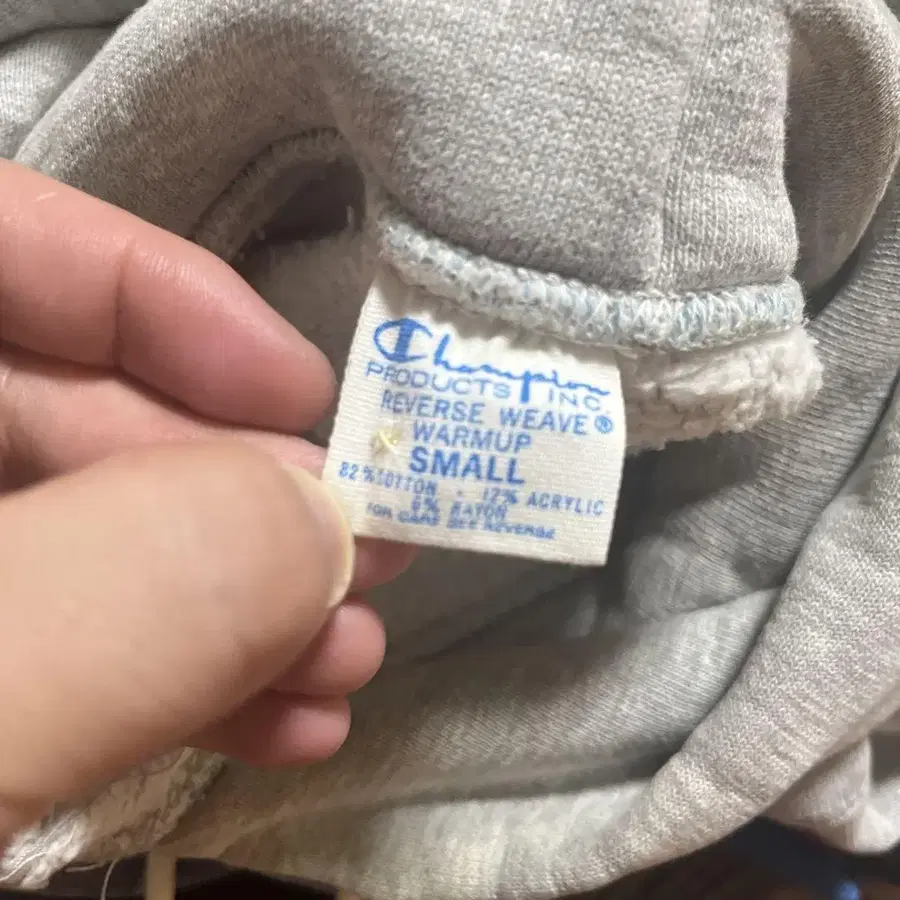 Champion
PRODUCTS INC.
REVERSE WEAVE®
WARMUP
SMALL
82% COTTON · 12% ACRYLIC
6% RAYON
FOR CARE SEE REVERSE